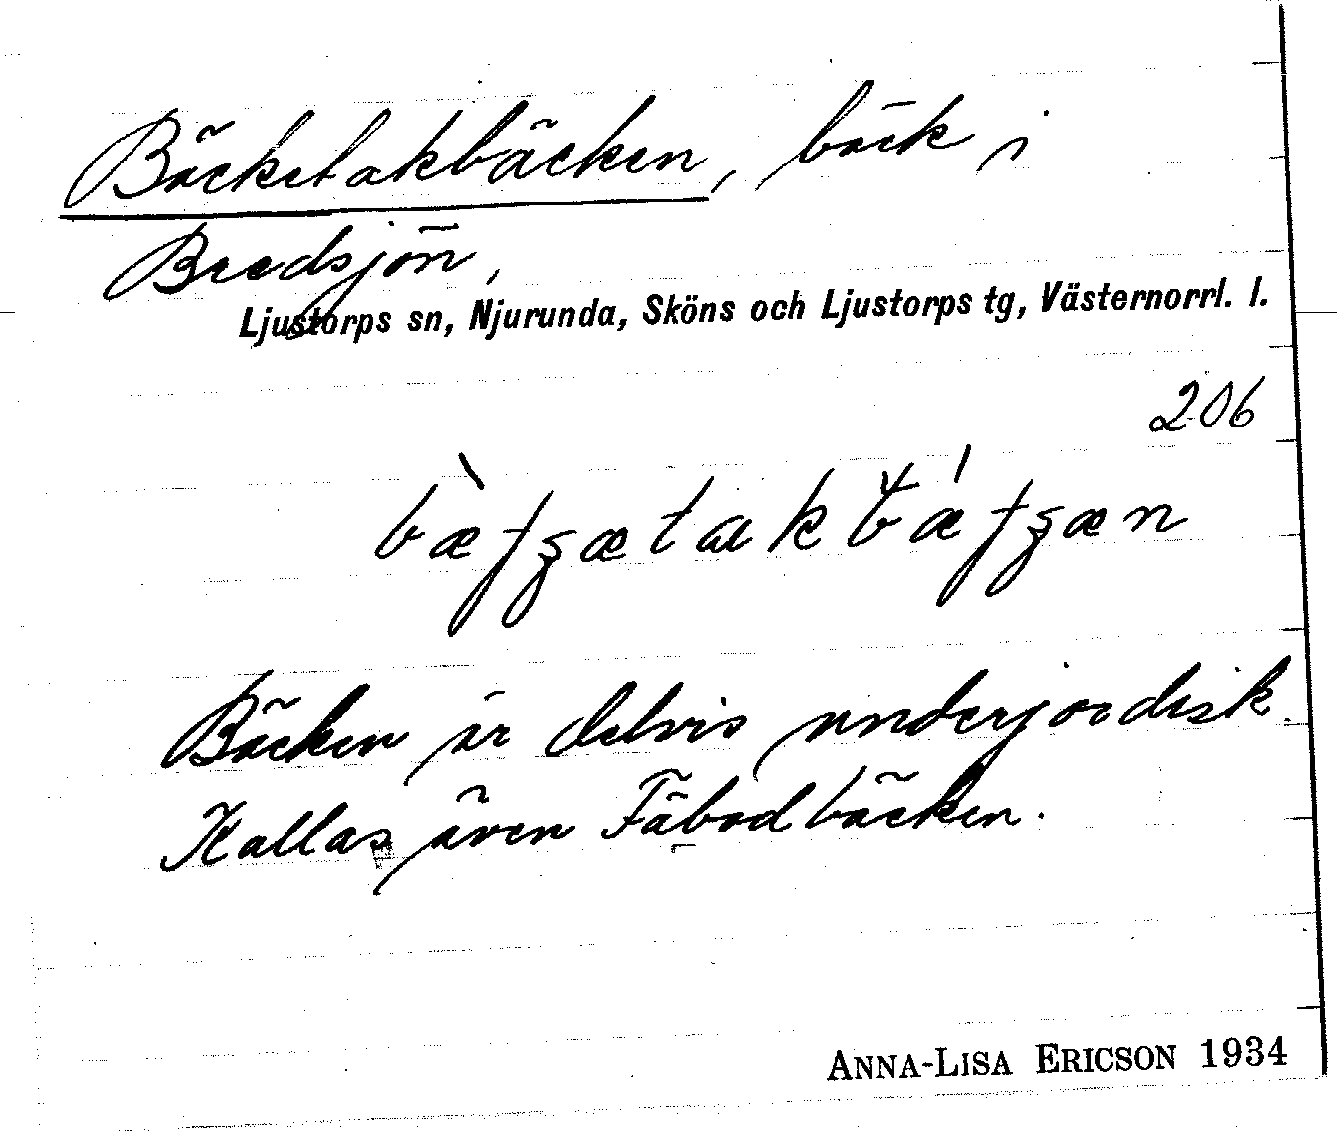 Bäcketakbäcken, bäck i
Bredsjön,
Ljustorps sn, Njurunda, Sköns och Ljustorps tg, Västernorrl. l.
206
Bäcken är delvis underjordisk.
Kallas även Fäbodbäcken.
ANNA-LISA ERICSON 1934